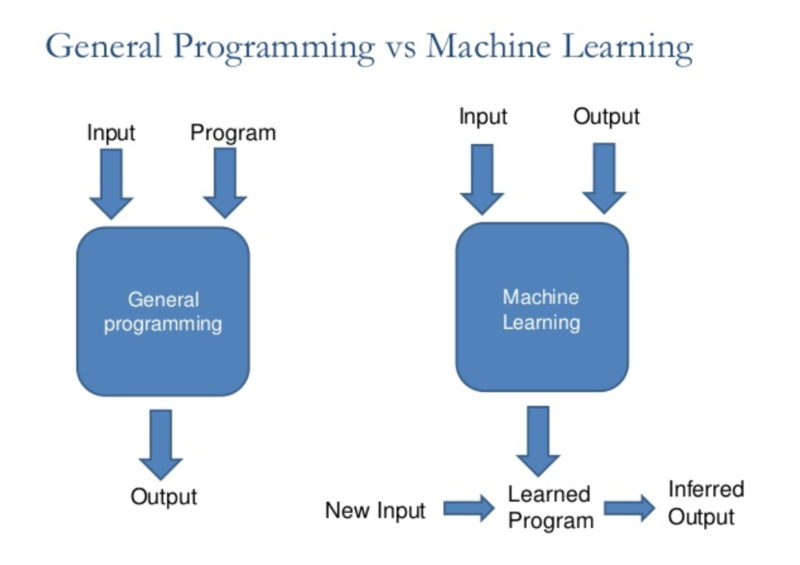 General Programming vs Machine Learning
Input
Program
General
programming
Output
Input
Output
Machine
Learning
New Input
Learned
Program
Inferred
Output